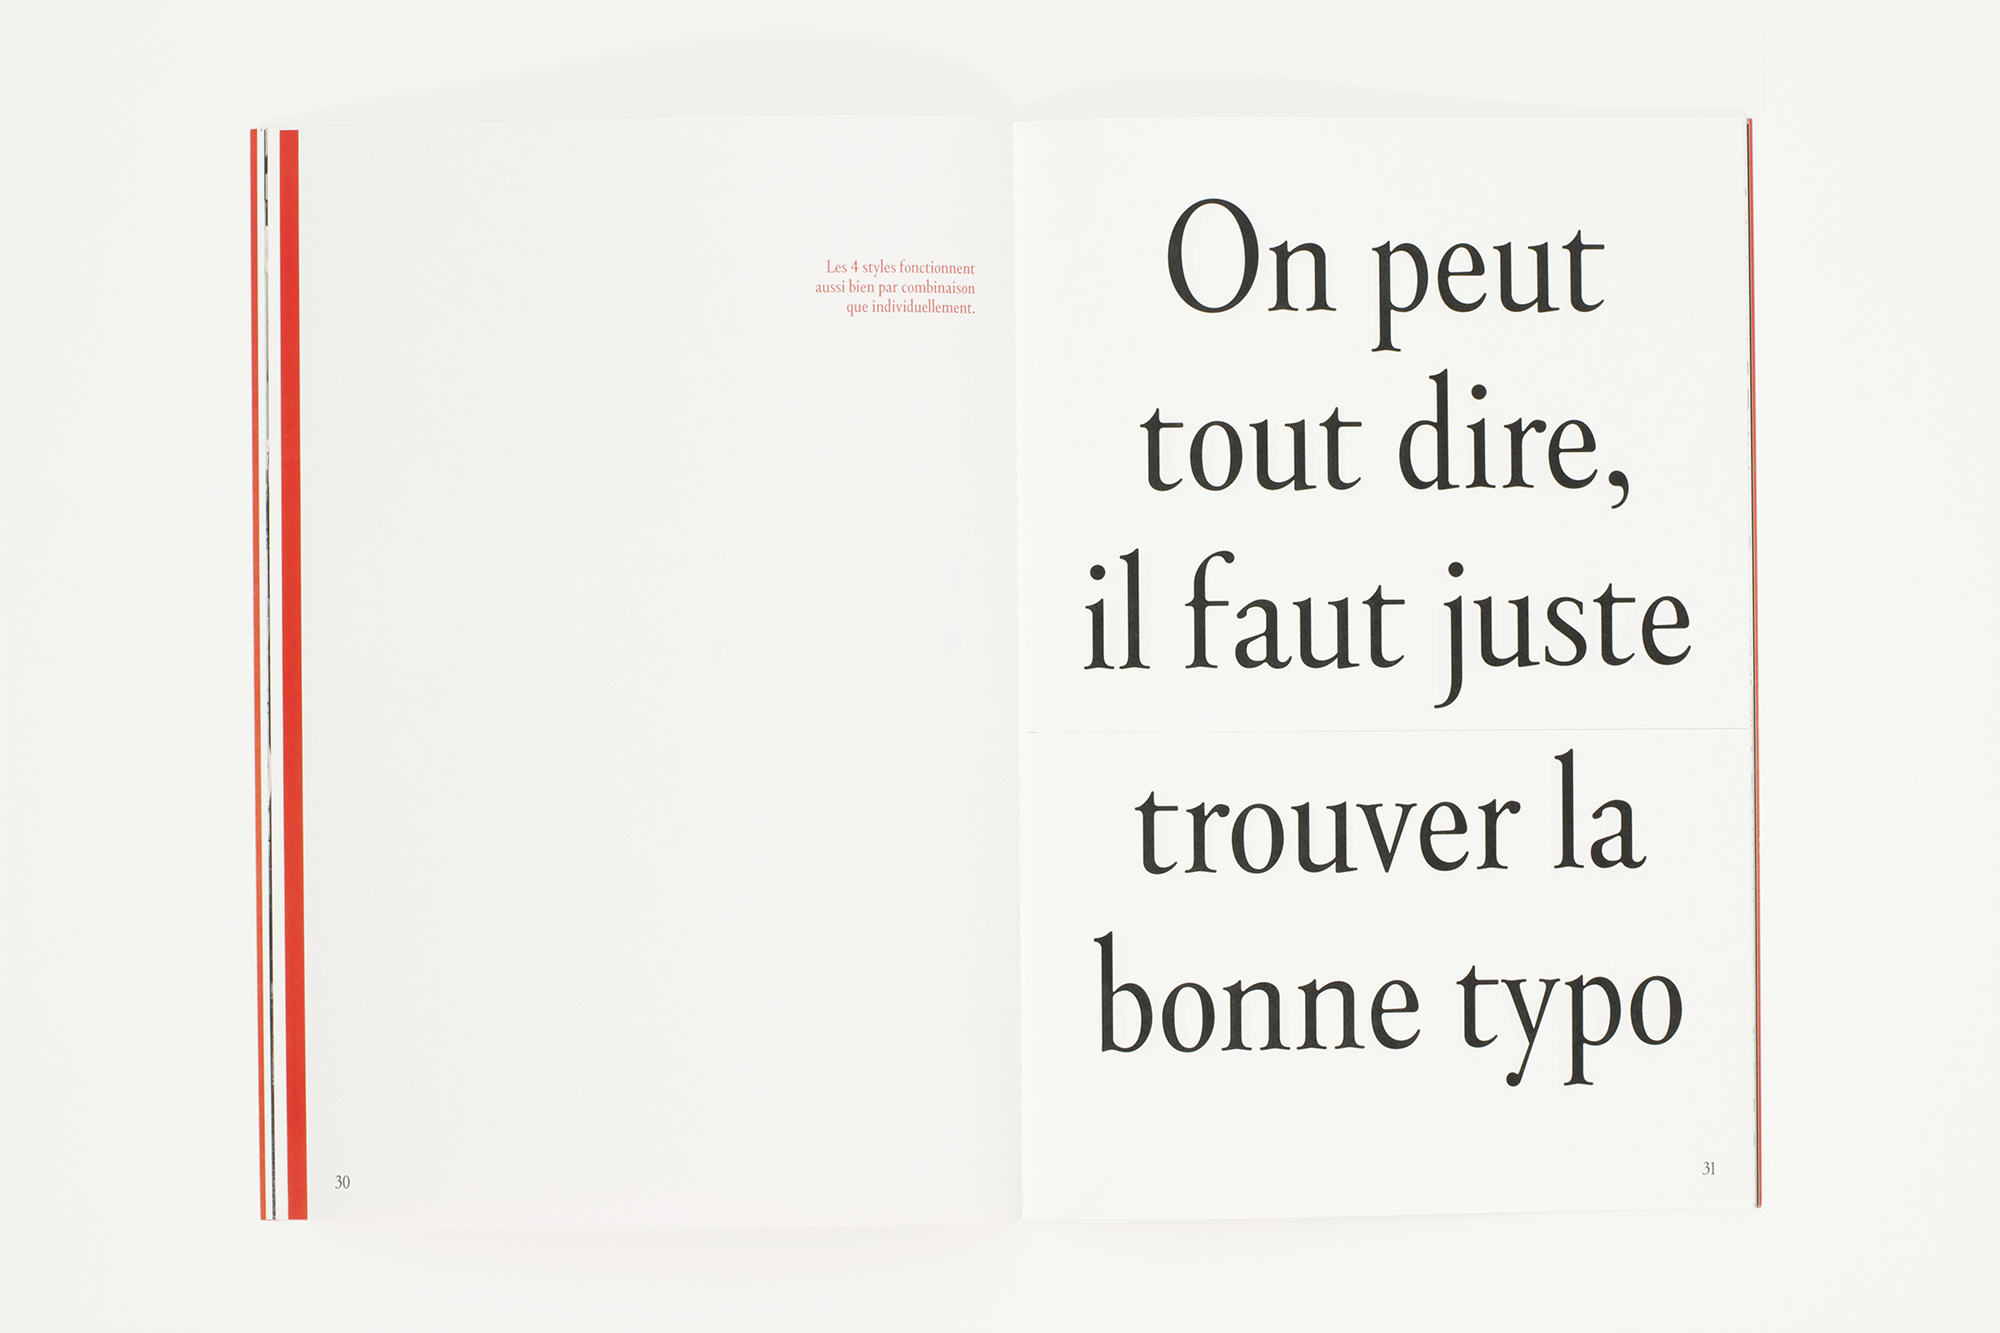 Les 4 styles fonctionnent
aussi bien par combinaison
que individuellement.
30
On peut
tout dire,
il faut juste
trouver la
bonne typo
31